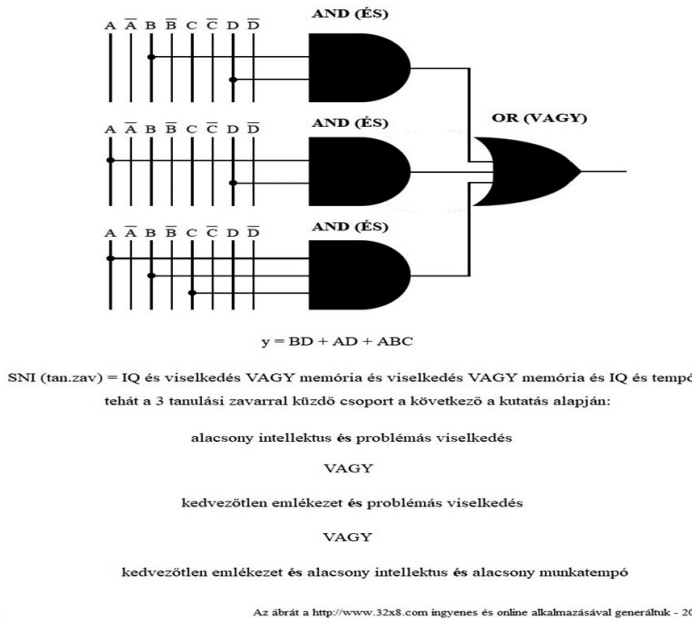 AND (ÉS)
A A̅ B B̅ C C̅ D D̅
OR (VAGY)
AND (ÉS)
A A̅ B B̅ C C̅ D D̅
AND (ÉS)
A A̅ B B̅ C C̅ D D̅
y = BD + AD + ABC
SNI (tan.zav) = IQ és viselkedés VAGY memória és viselkedés VAGY memória és IQ és tempó
tehát a 3 tanulási zavarral küzdő csoport a következő a kutatás alapján:
alacsony intellektus és problémás viselkedés
VAGY
kedvezőtlen emlékezet és problémás viselkedés
VAGY
kedvezőtlen emlékezet és alacsony intellektus és alacsony munkatempó
Az ábrát a http://www.32x8.com ingyenes és online alkalmazásával generáltuk - 20